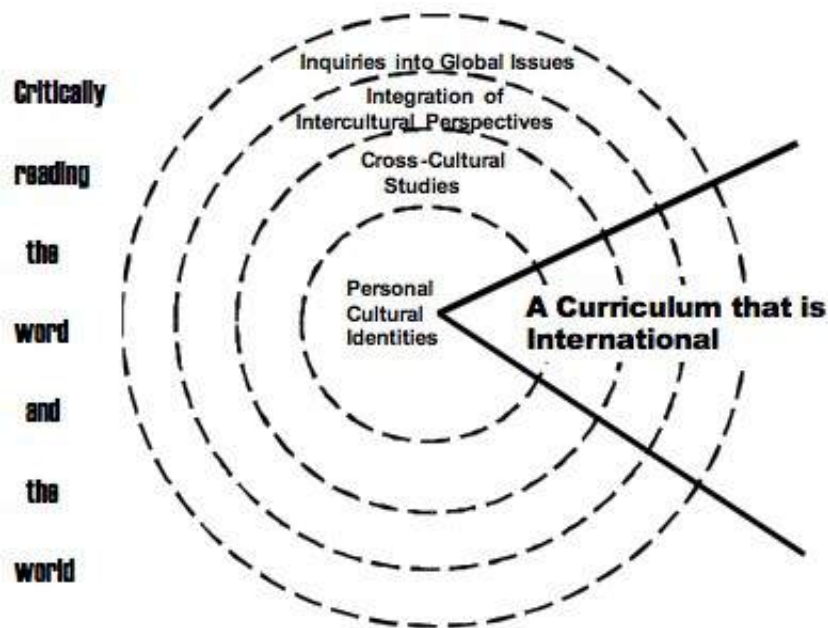 Critically
reading
the
word
and
the
world
Inquiries into Global Issues
Integration of
Intercultural Perspectives
Cross-Cultural
Studies
Personal
Cultural
Identities
A Curriculum that is
International